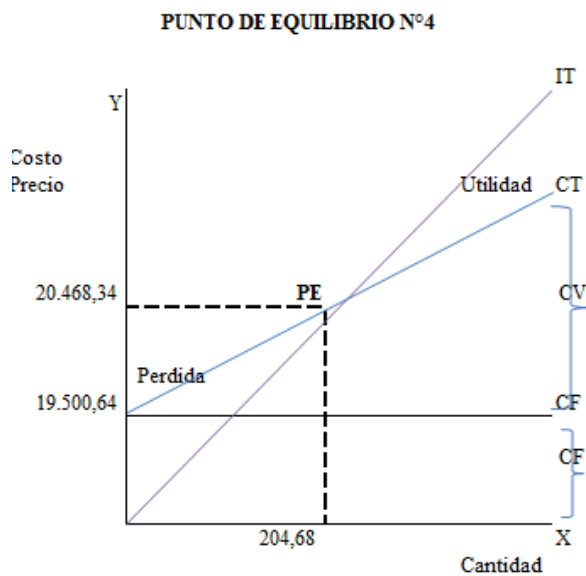 PUNTO DE EQUILIBRIO N°4
IT
Y
Costo
Precio
Utilidad
CT
20.468,34
PE
CV
Perdida
19.500,64
CF
CF
204,68
X
Cantidad